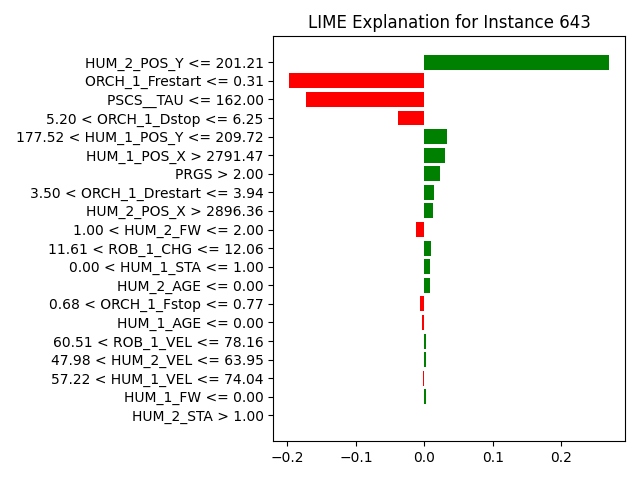 LIME Explanation for Instance 643
HUM_2_POS_Y <= 201.21
ORCH_1_Frestart <= 0.31
PSCS__TAU <= 162.00
5.20 < ORCH_1_Dstop <= 6.25
177.52 < HUM_1_POS_Y <= 209.72
HUM_1_POS_X > 2791.47
PRGS > 2.00
3.50 < ORCH_1_Drestart <= 3.94
HUM_2_POS_X > 2896.36
1.00 < HUM_2_FW <= 2.00
11.61 < ROB_1_CHG <= 12.06
0.00 < HUM_1_STA <= 1.00
HUM_2_AGE <= 0.00
0.68 < ORCH_1_Fstop <= 0.77
HUM_1_AGE <= 0.00
60.51 < ROB_1_VEL <= 78.16
47.98 < HUM_2_VEL <= 63.95
57.22 < HUM_1_VEL <= 74.04
HUM_1_FW <= 0.00
HUM_2_STA > 1.00
−0.2 −0.1 0.0 0.1 0.2